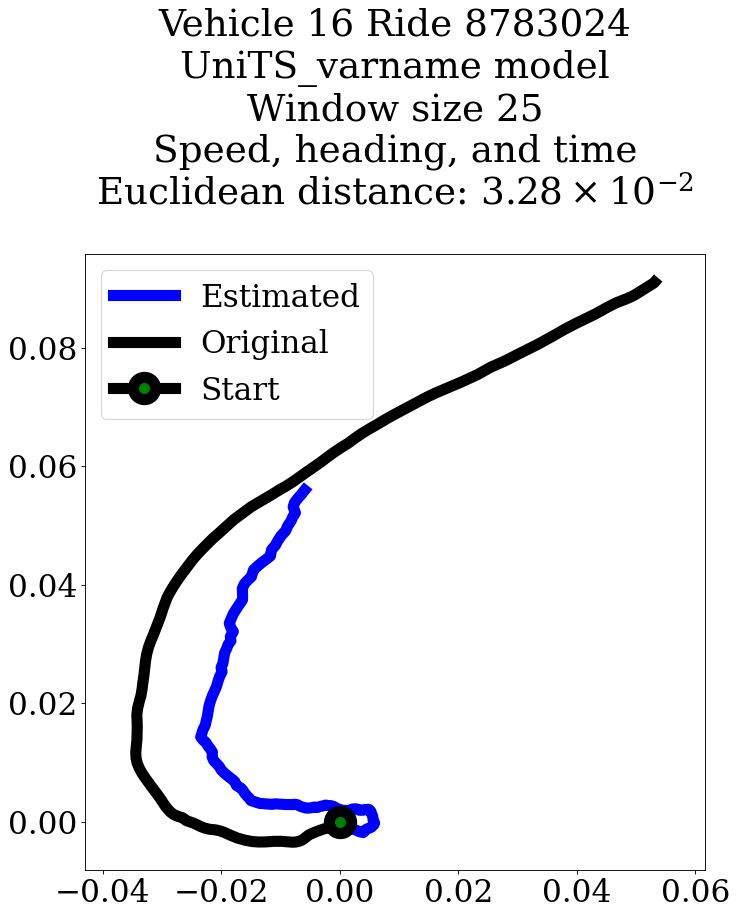 Vehicle 16 Ride 8783024
UniTS_varname model
Window size 25
Speed, heading, and time
Euclidean distance: 3.28 × 10⁻²
Estimated
Original
Start
0.08
0.06
0.04
0.02
0.00
−0.04 −0.02 0.00 0.02 0.04 0.06